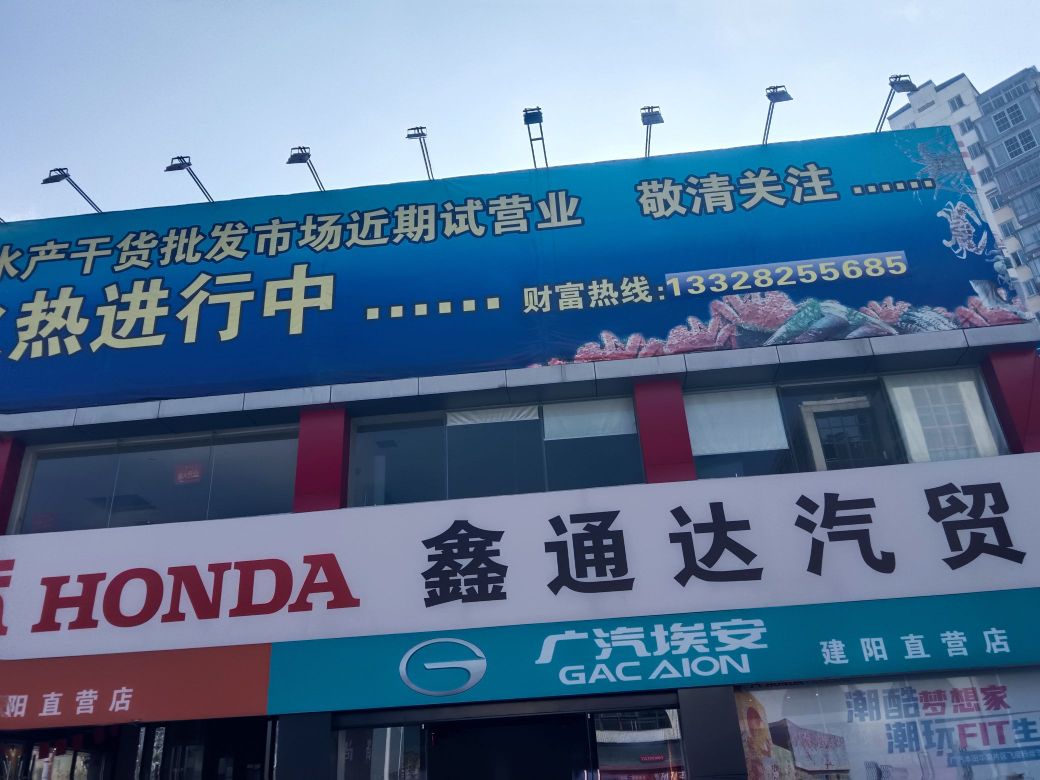 水产干货批发市场近期试营业 敬清关注 ......
热进行中 ...... 财富热线:13328255685
HONDA 鑫通达汽贸
广汽埃安
GAC AION
建阳直营店
阳直营店
潮酷梦想家
潮玩FIT生